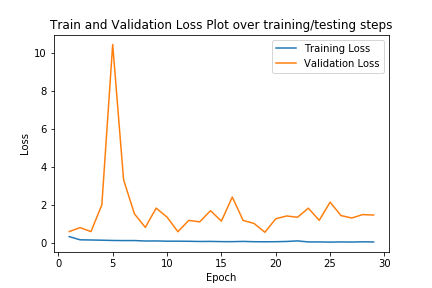 Train and Validation Loss Plot over training/testing steps
Training Loss
Validation Loss
Loss
10
8
6
4
2
0
0
5
10
15
20
25
30
Epoch